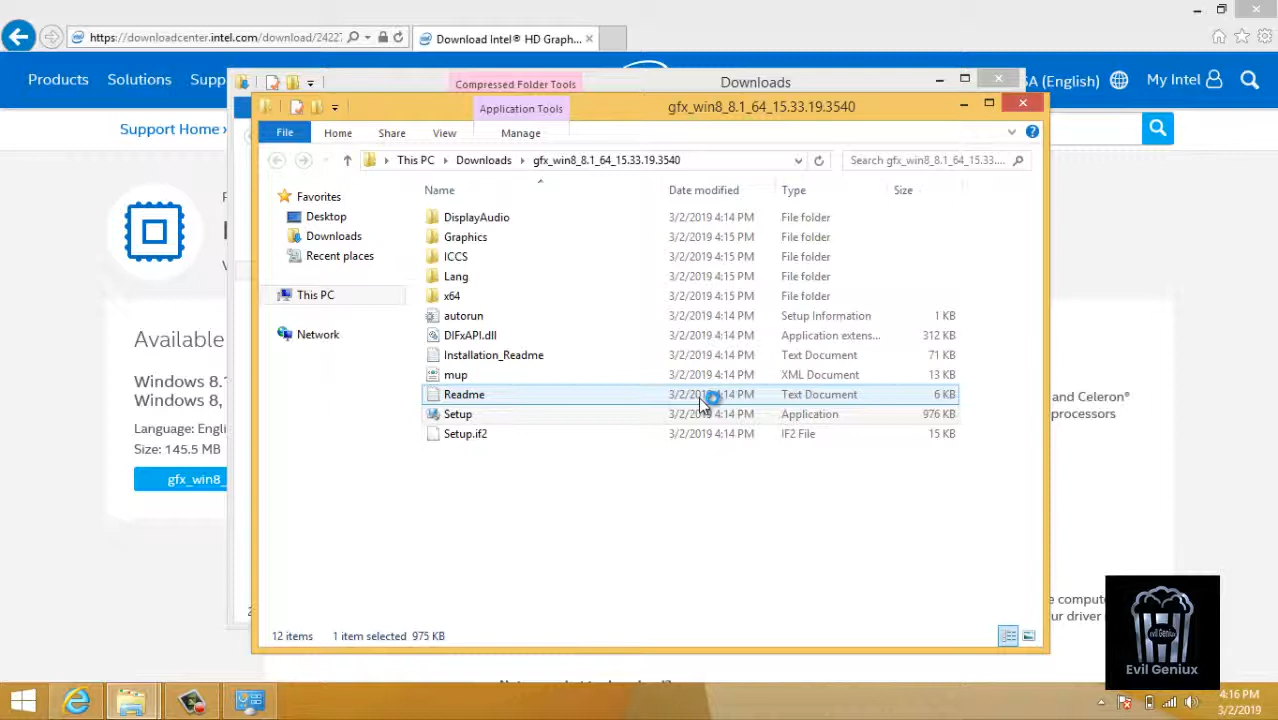 https://downloadcenter.intel.com/download/24227
Download Intel® HD Graph...
Products Solutions Supp
SA (English) My Intel
Compressed Folder Tools Downloads
Application Tools gfx_win8_8.1_64_15.33.19.3540
File Home Share View Manage
Support Home ›
This PC Downloads gfx_win8_8.1_64_15.33.19.3540
Search gfx_win8_8.1_64_15.33....
Name Date modified Type Size
Favorites
Desktop
Downloads
Recent places
This PC
Network
DisplayAudio 3/2/2019 4:14 PM File folder
Graphics 3/2/2019 4:15 PM File folder
ICCS 3/2/2019 4:15 PM File folder
Lang 3/2/2019 4:15 PM File folder
x64 3/2/2019 4:15 PM File folder
autorun 3/2/2019 4:14 PM Setup Information 1 KB
DIFxAPI.dll 3/2/2019 4:14 PM Application extens... 312 KB
Installation_Readme 3/2/2019 4:14 PM Text Document 71 KB
mup 3/2/2019 4:14 PM XML Document 13 KB
Readme 3/2/2019 4:14 PM Text Document 6 KB
Setup 3/2/2019 4:14 PM Application 976 KB
Setup.if2 3/2/2019 4:14 PM IF2 File 15 KB
Available
Windows 8.1
Windows 8,
Language: Engli
Size: 145.5 MB
gfx_win8_
and Celeron®
processors
e compute
ur driver
12 items 1 item selected 975 KB
Evil Geniux
Evil Geniux
4:16 PM
3/2/2019